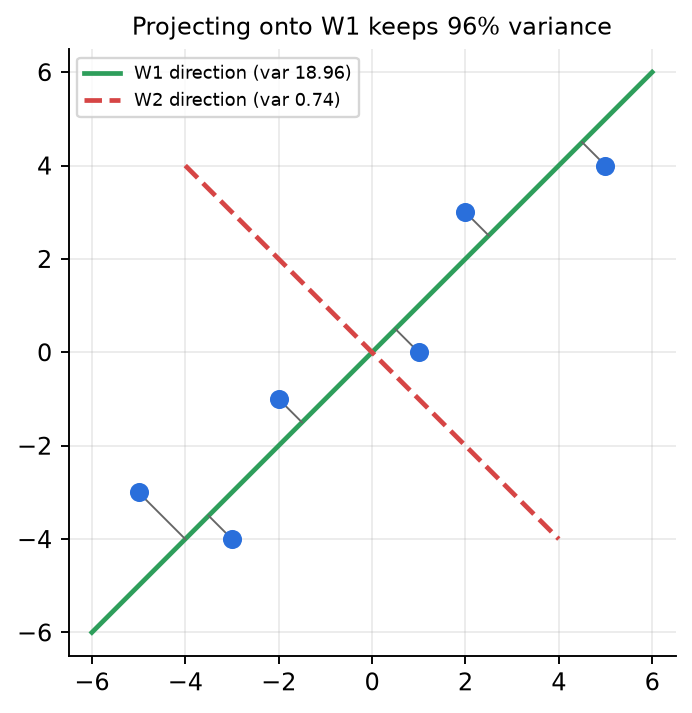 Projecting onto W1 keeps 96% variance
W1 direction (var 18.96)
W2 direction (var 0.74)
6
4
2
0
−2
−4
−6
−6 −4 −2 0 2 4 6